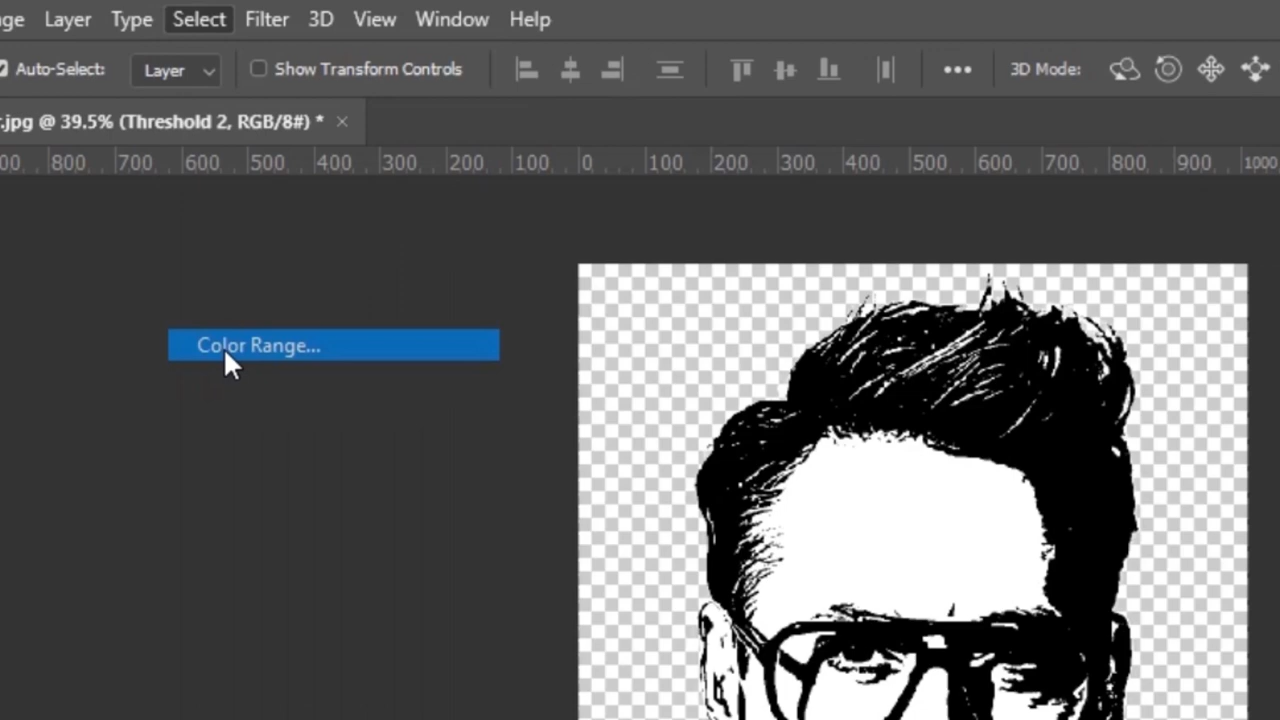 ge Layer Type Select Filter 3D View Window Help
Auto-Select: Layer Show Transform Controls ••• 3D Mode:
r.jpg @ 39.5% (Threshold 2, RGB/8#) * ×
00 800 700 600 500 400 300 200 100 0 100 200 300 400 500 600 700 800 900 1000
Color Range...